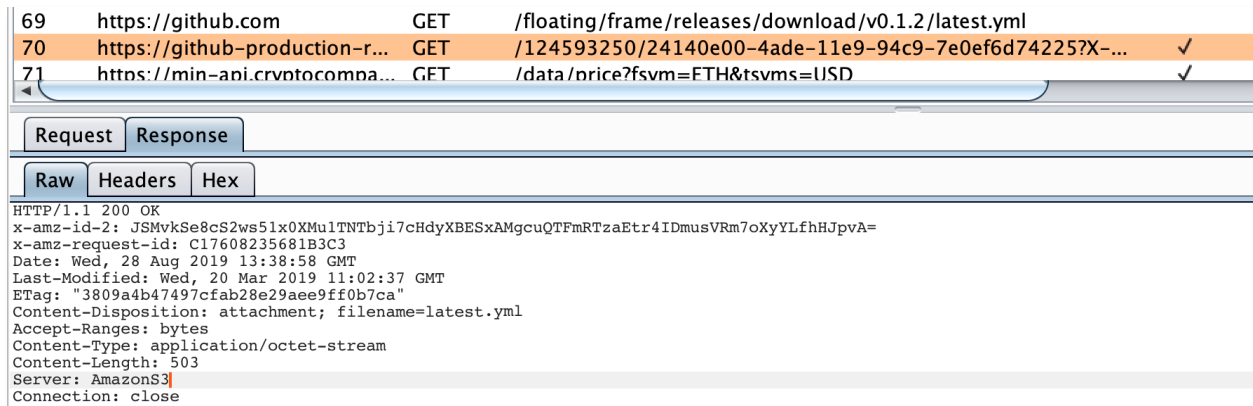 69 https://github.com GET /floating/frame/releases/download/v0.1.2/latest.yml
70 https://github-production-r... GET /124593250/24140e00-4ade-11e9-94c9-7e0ef6d74225?X-... ✓
71 https://min-api.cryptocompa... GET /data/price?fsym=ETH&tsyms=USD ✓
Request Response
Raw Headers Hex
HTTP/1.1 200 OK
x-amz-id-2: JSMvkSe8cS2ws51x0XMu1TNTbji7cHdyXBESxAMgcuQTFmRTzaEtr4IDmusVRm7oXyYLfhHJpvA=
x-amz-request-id: C17608235681B3C3
Date: Wed, 28 Aug 2019 13:38:58 GMT
Last-Modified: Wed, 20 Mar 2019 11:02:37 GMT
ETag: "3809a4b47497cfab28e29aee9ff0b7ca"
Content-Disposition: attachment; filename=latest.yml
Accept-Ranges: bytes
Content-Type: application/octet-stream
Content-Length: 503
Server: AmazonS3
Connection: close